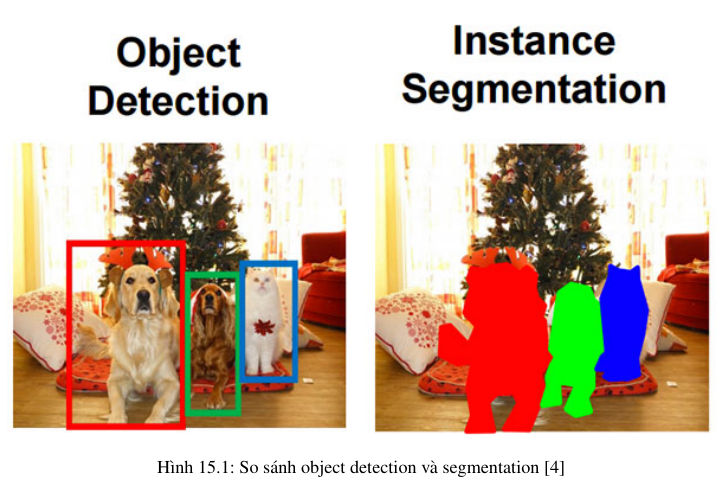 Object
Detection
Instance
Segmentation
Hình 15.1: So sánh object detection và segmentation [4]